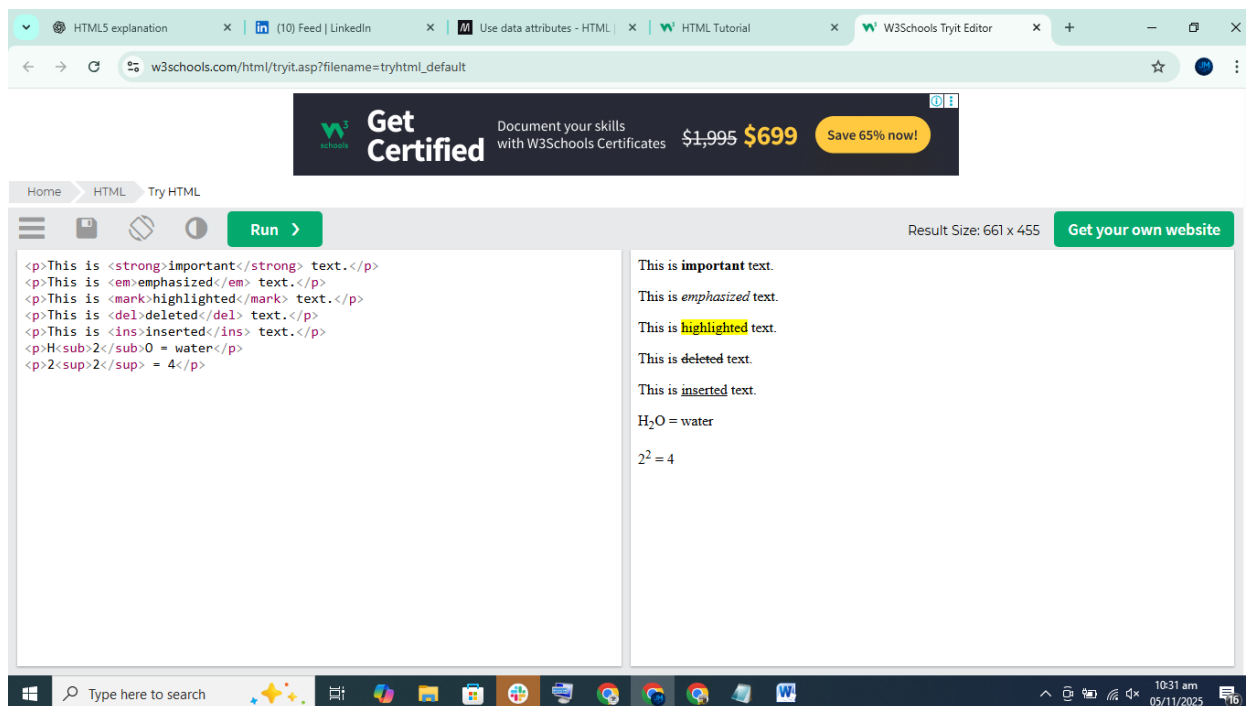 HTML5 explanation
(10) Feed | LinkedIn
Use data attributes - HTML |
HTML Tutorial
W3Schools Tryit Editor
w3schools.com/html/tryit.asp?filename=tryhtml_default
JM
W3
schools
Get
Certified
Document your skills
with W3Schools Certificates
$1,995 $699
Save 65% now!
Home
HTML
Try HTML
Run ❯
Result Size: 661 x 455
Get your own website
<p>This is <strong>important</strong> text.</p>
<p>This is <em>emphasized</em> text.</p>
<p>This is <mark>highlighted</mark> text.</p>
<p>This is <del>deleted</del> text.</p>
<p>This is <ins>inserted</ins> text.</p>
<p>H<sub>2</sub>O = water</p>
<p>2<sup>2</sup> = 4</p>
This is important text.
This is emphasized text.
This is highlighted text.
This is deleted text.
This is inserted text.
H₂O = water
2² = 4
Type here to search
10:31 am
05/11/2025
16